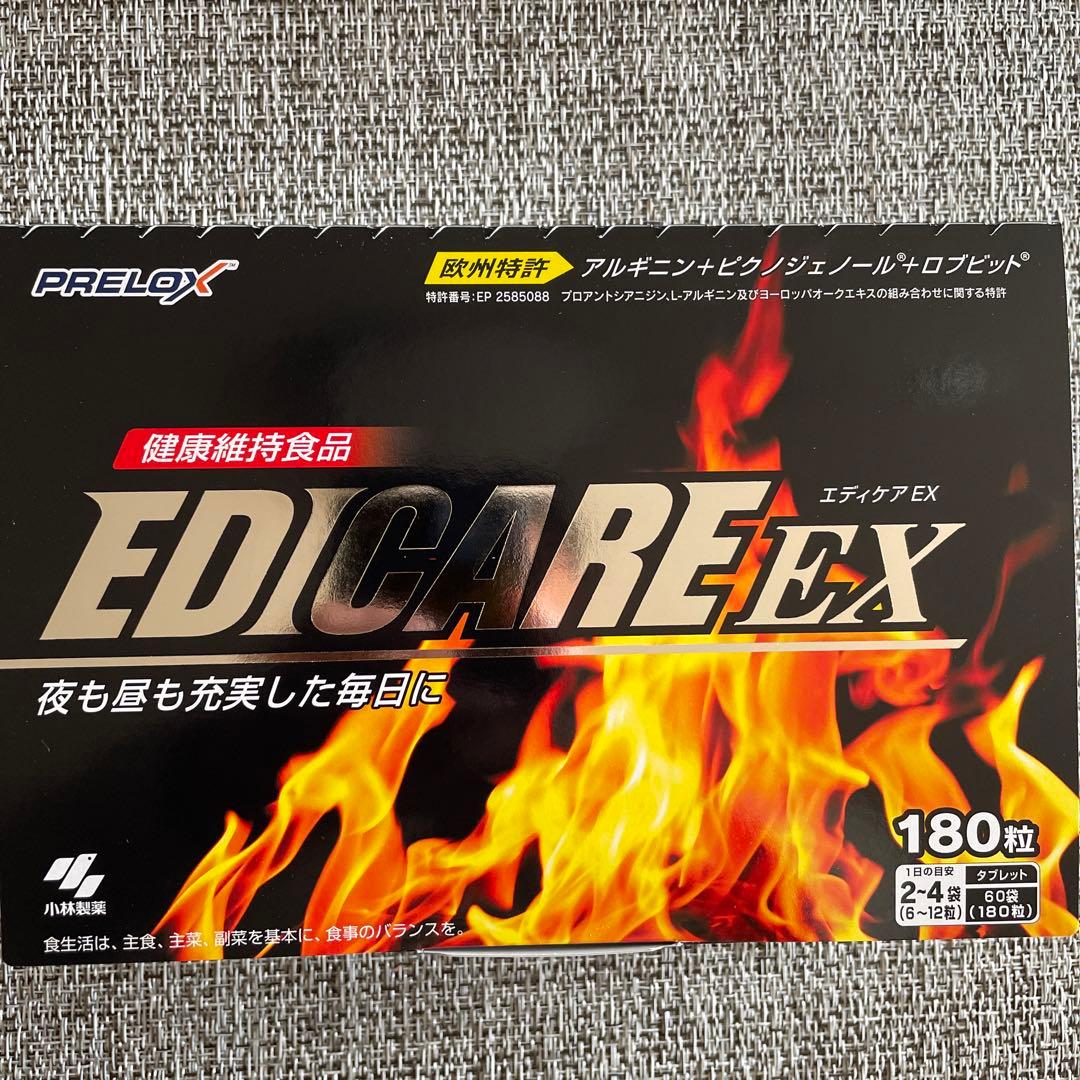 PRELOX™
欧州特許 アルギニン+ピクノジェノール®+ロブビット®
特許番号:EP 2585088 プロアントシアニジン、L-アルギニン及びヨーロッパオークエキスの組み合わせに関する特許
健康維持食品
エディケア EX
EDICARE EX
夜も昼も充実した毎日に
180粒
1日の目安
2~4袋
(6~12粒)
タブレット
60袋
(180粒)
小林製薬
食生活は、主食、主菜、副菜を基本に、食事のバランスを。